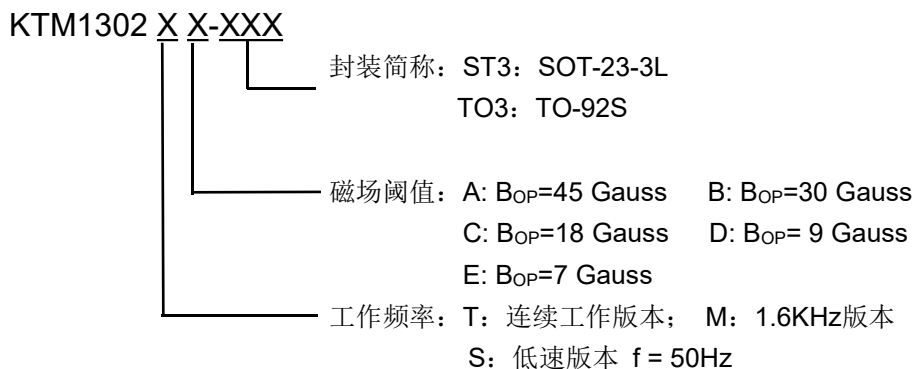 KTM1302 X X-XXX
封装简称：ST3：SOT-23-3L
TO3：TO-92S
磁场阈值：A: BOP=45 Gauss B: BOP=30 Gauss
C: BOP=18 Gauss D: BOP= 9 Gauss
E: BOP=7 Gauss
工作频率：T：连续工作版本； M：1.6KHz版本
S：低速版本 f = 50Hz